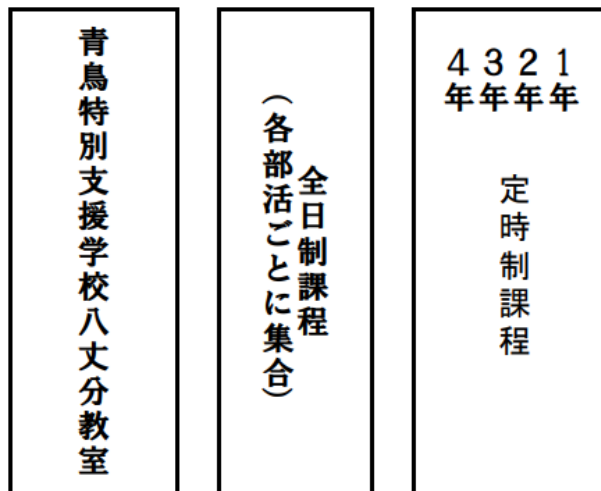 1年
2年
3年
4年
定時制課程
全日制課程
（各部活ごとに集合）
青鳥特別支援学校八丈分教室